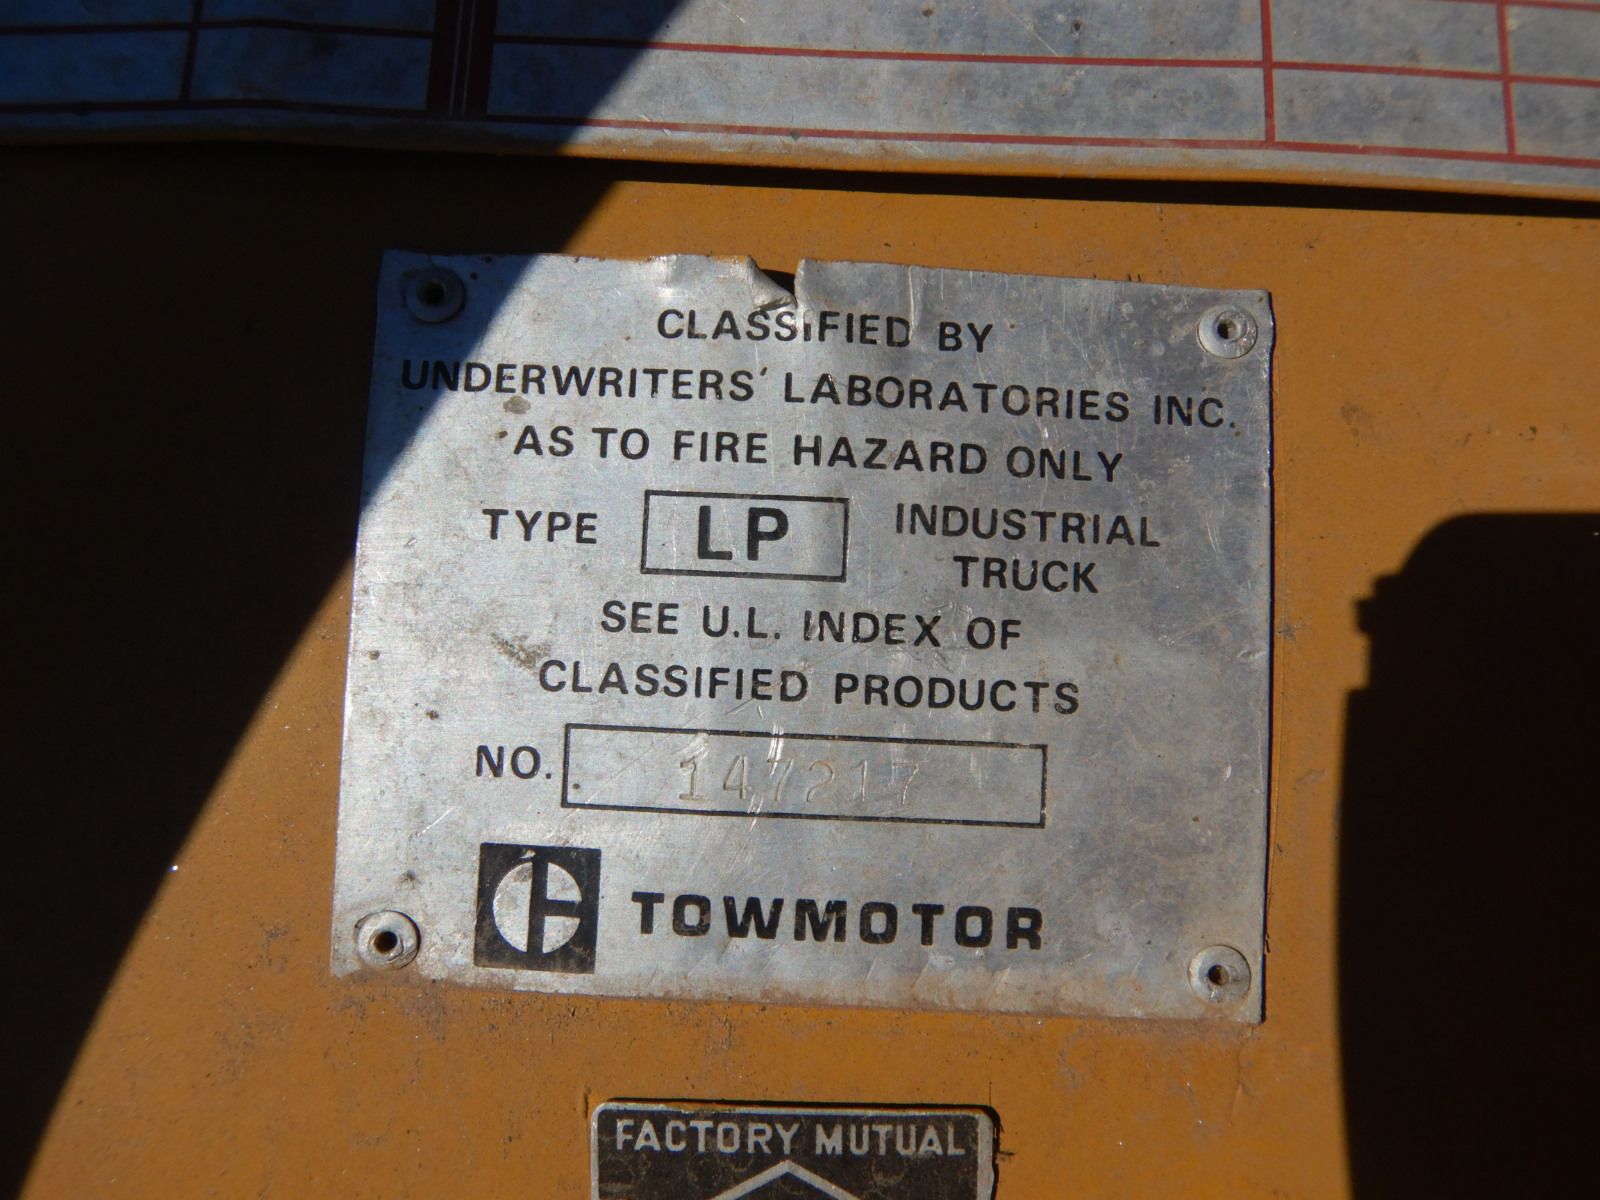 CLASSIFIED BY
UNDERWRITERS' LABORATORIES INC.
AS TO FIRE HAZARD ONLY
TYPE LP INDUSTRIAL
TRUCK
SEE U.L. INDEX OF
CLASSIFIED PRODUCTS
NO. 147217
TOWMOTOR
FACTORY MUTUAL